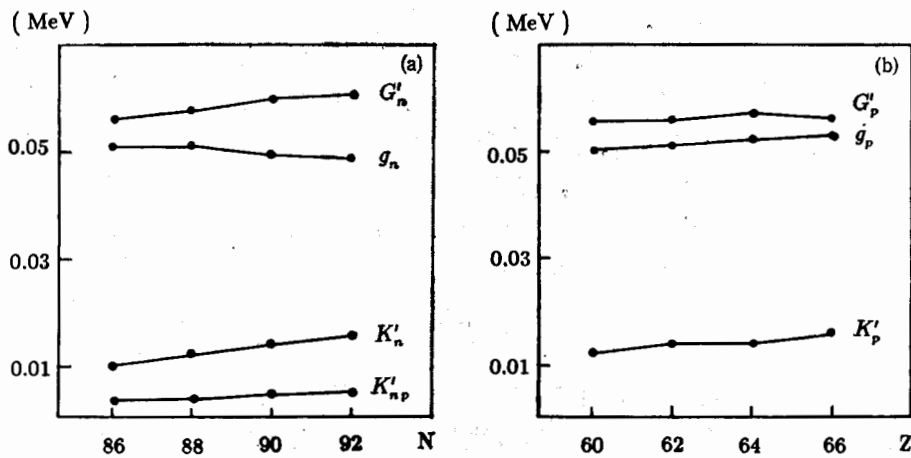 ( MeV )
(a)
G'ₙ
0.05
gₙ
0.03
K'ₙ
0.01
K'ₙₚ
86 88 90 92 N
( MeV )
(b)
G'ₚ
gₚ
0.05
0.03
K'ₚ
0.01
60 62 64 66 Z